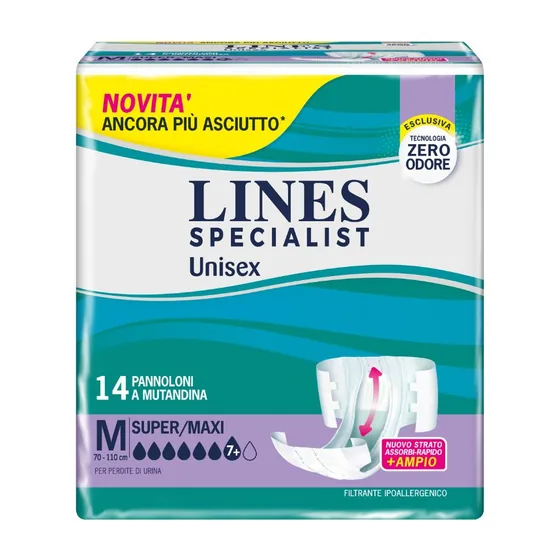 NOVITA'
ANCORA PIÙ ASCIUTTO*
ESCLUSIVA
TECNOLOGIA
ZERO
ODORE
LINES
SPECIALIST
Unisex
14 PANNOLONI
A MUTANDINA
M SUPER/MAXI
7+
70 - 110 cm
PER PERDITE DI URINA
NUOVO STRATO
ASSORBI-RAPIDO
+AMPIO
FILTRANTE IPOALLERGENICO